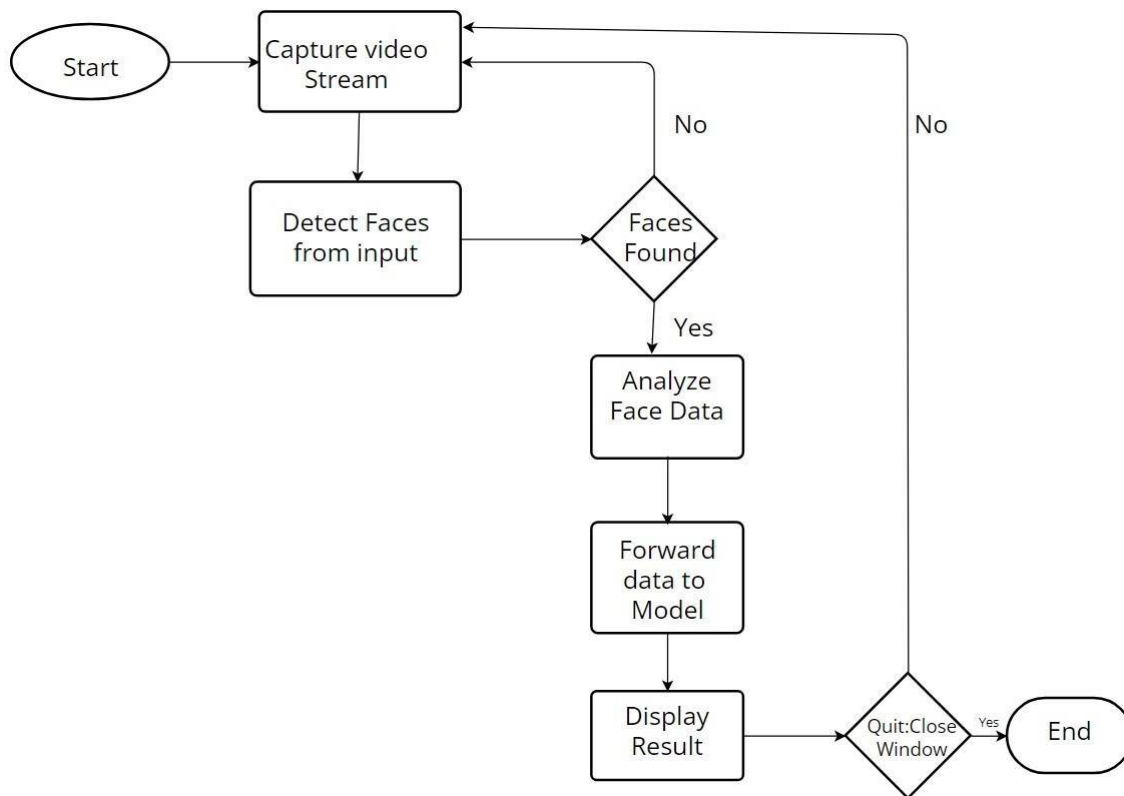 Start
Capture video
Stream
No
No
Detect Faces
from input
Faces
Found
Yes
Analyze
Face Data
Forward
data to
Model
Display
Result
Quit:Close
Window
Yes
End